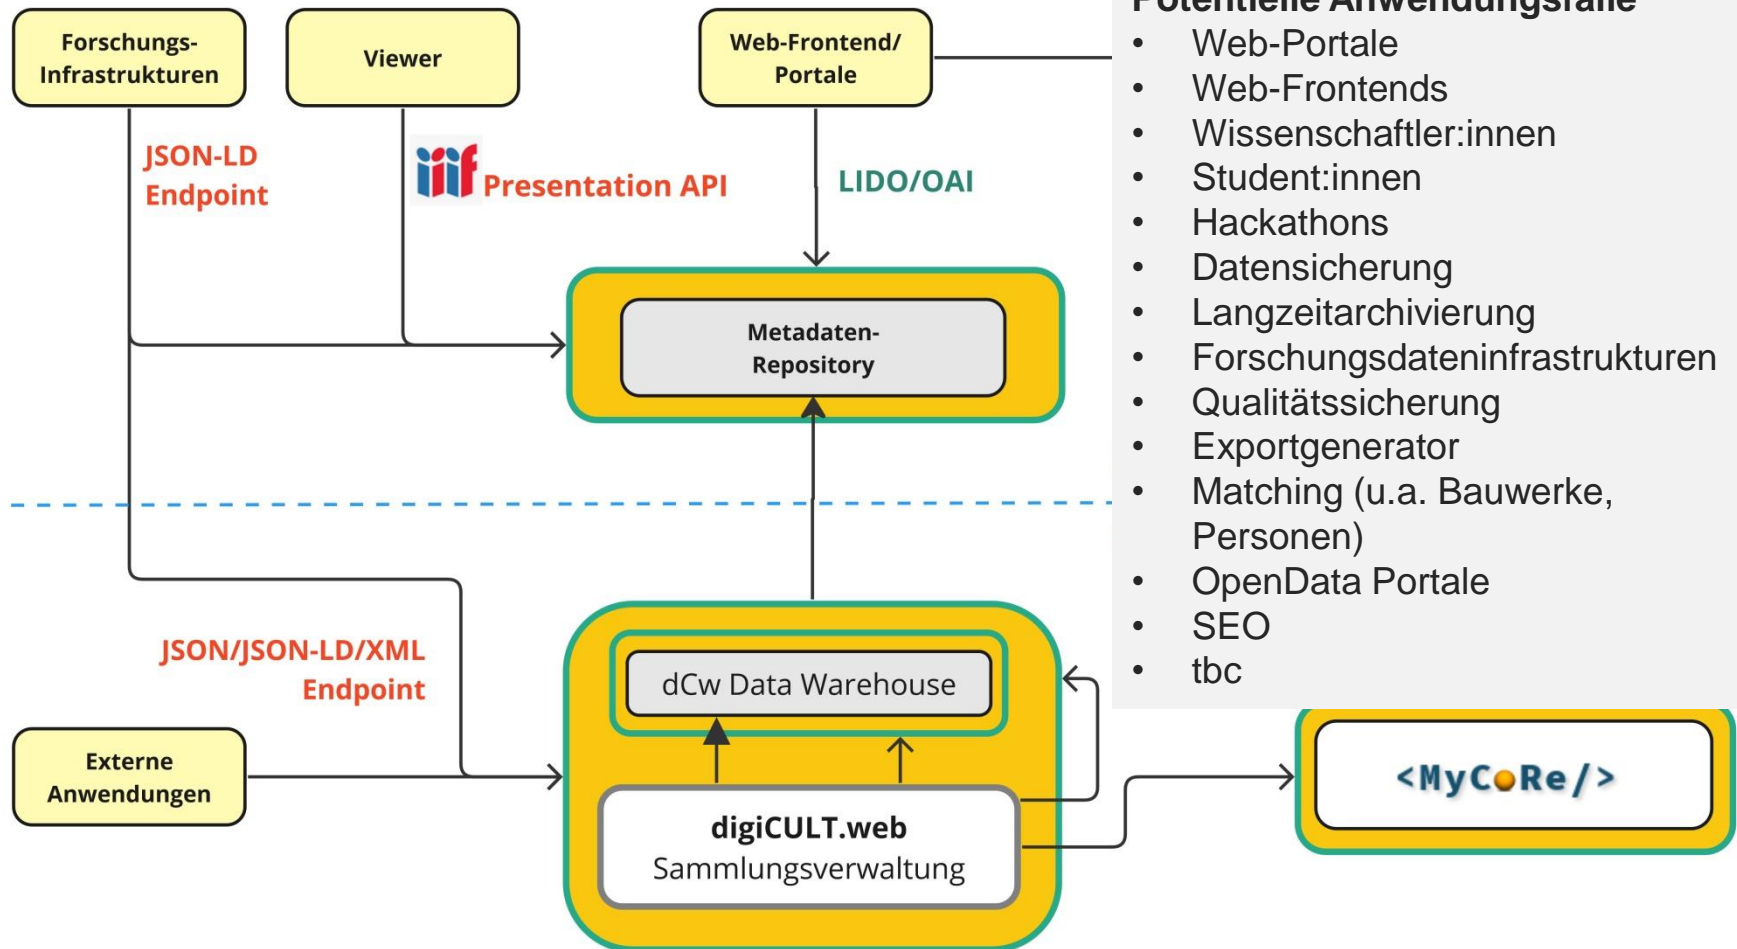 Forschungs-
Infrastrukturen
Viewer
Web-Frontend/
Portale
JSON-LD
Endpoint
iiif Presentation API
LIDO/OAI
Metadaten-
Repository
JSON/JSON-LD/XML
Endpoint
Externe
Anwendungen
dCw Data Warehouse
digiCULT.web
Sammlungsverwaltung
Potentielle Anwendungsfälle
• Web-Portale
• Web-Frontends
• Wissenschaftler:innen
• Student:innen
• Hackathons
• Datensicherung
• Langzeitarchivierung
• Forschungsdateninfrastrukturen
• Qualitätssicherung
• Exportgenerator
• Matching (u.a. Bauwerke,
Personen)
• OpenData Portale
• SEO
• tbc
<MyCoRe/>